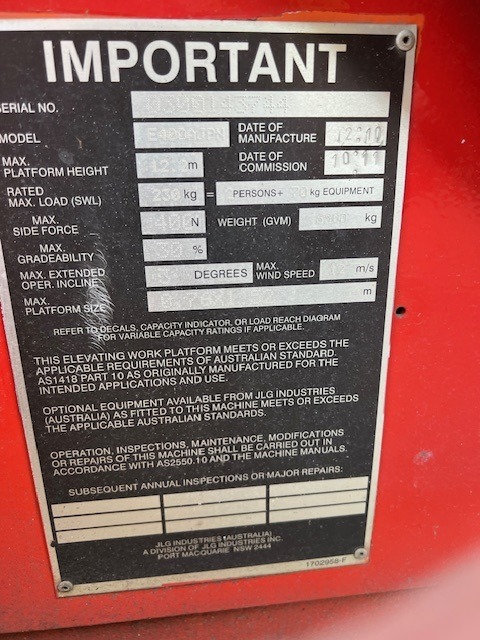 IMPORTANT
SERIAL NO.
MODEL E400AJPN DATE OF MANUFACTURE 12 10
MAX. PLATFORM HEIGHT m DATE OF COMMISSION 10 11
RATED MAX. LOAD (SWL) 230 kg = PERSONS+ kg EQUIPMENT
MAX. SIDE FORCE 400 N WEIGHT (GVM) kg
MAX. GRADEABILITY %
MAX. EXTENDED OPER. INCLINE DEGREES MAX. WIND SPEED m/s
MAX. PLATFORM SIZE m
REFER TO DECALS, CAPACITY INDICATOR, OR LOAD REACH DIAGRAM
FOR VARIABLE CAPACITY RATINGS IF APPLICABLE.
THIS ELEVATING WORK PLATFORM MEETS OR EXCEEDS THE
APPLICABLE REQUIREMENTS OF AUSTRALIAN STANDARD
AS1418 PART 10 AS ORIGINALLY MANUFACTURED FOR THE
INTENDED APPLICATIONS AND USE.
OPTIONAL EQUIPMENT AVAILABLE FROM JLG INDUSTRIES
(AUSTRALIA) AS FITTED TO THIS MACHINE MEETS OR EXCEEDS
THE APPLICABLE AUSTRALIAN STANDARDS.
OPERATION, INSPECTIONS, MAINTENANCE, MODIFICATIONS
OR REPAIRS OF THIS MACHINE SHALL BE CARRIED OUT IN
ACCORDANCE WITH AS2550.10 AND THE MACHINE MANUALS.
SUBSEQUENT ANNUAL INSPECTIONS OR MAJOR REPAIRS:
JLG INDUSTRIES (AUSTRALIA)
A DIVISION OF JLG INDUSTRIES INC.
PORT MACQUARIE NSW 2444
1702958-F